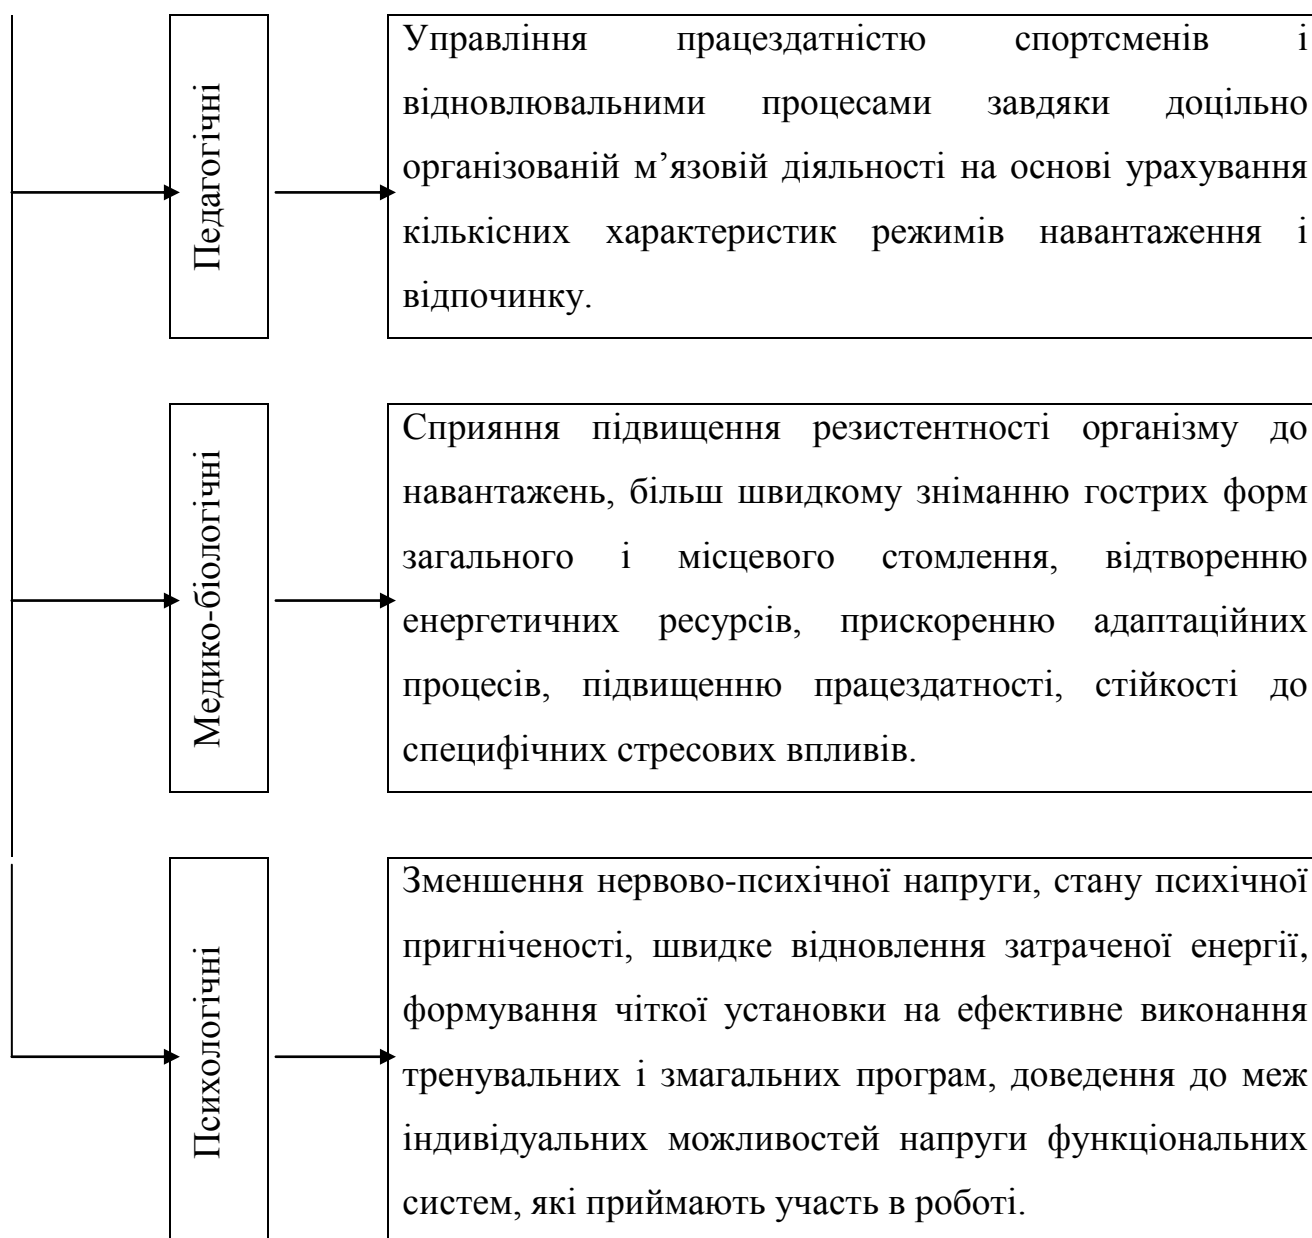 Педагогічні
Управління працездатністю спортсменів і
відновлювальними процесами завдяки доцільно
організованій м’язовій діяльності на основі урахування
кількісних характеристик режимів навантаження і
відпочинку.
Медико-біологічні
Сприяння підвищення резистентності організму до
навантажень, більш швидкому зніманню гострих форм
загального і місцевого стомлення, відтворенню
енергетичних ресурсів, прискоренню адаптаційних
процесів, підвищенню працездатності, стійкості до
специфічних стресових впливів.
Психологічні
Зменшення нервово-психічної напруги, стану психічної
пригніченості, швидке відновлення затраченої енергії,
формування чіткої установки на ефективне виконання
тренувальних і змагальних програм, доведення до меж
індивідуальних можливостей напруги функціональних
систем, які приймають участь в роботі.